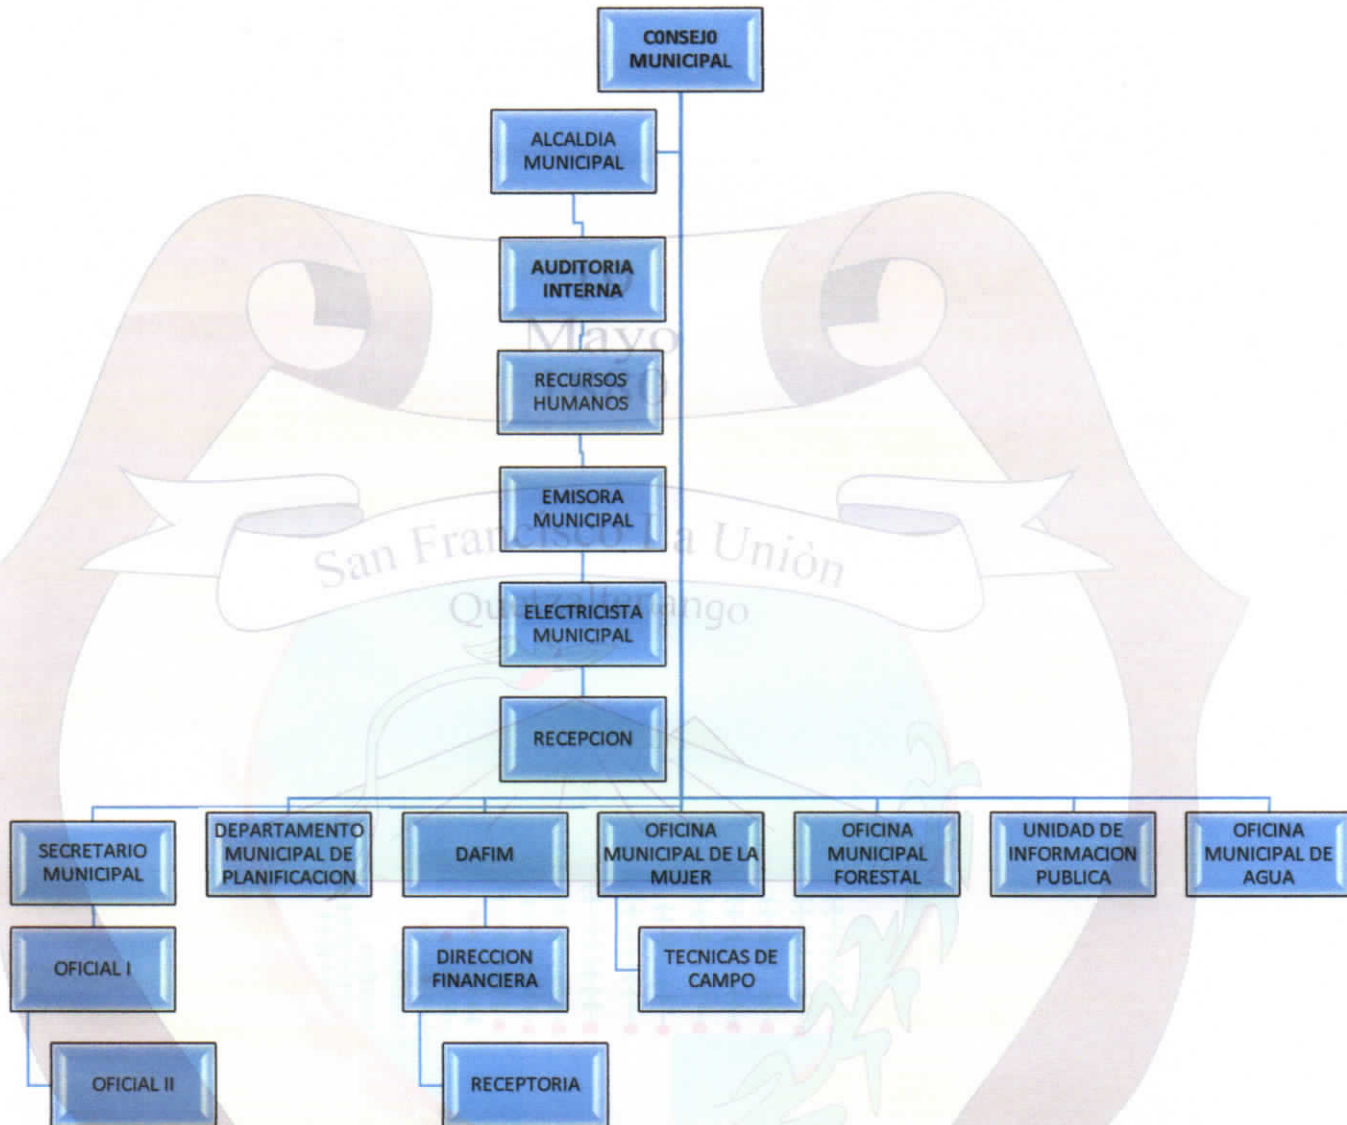 CONSEJO
MUNICIPAL
ALCALDIA
MUNICIPAL
AUDITORIA
INTERNA
Mayo
RECURSOS
HUMANOS
EMISORA
MUNICIPAL
San Francisco La Unión
Quetzaltenango
ELECTRICISTA
MUNICIPAL
RECEPCION
SECRETARIO
MUNICIPAL
DEPARTAMENTO
MUNICIPAL DE
PLANIFICACION
DAFIM
OFICINA
MUNICIPAL DE LA
MUJER
OFICINA
MUNICIPAL
FORESTAL
UNIDAD DE
INFORMACION
PUBLICA
OFICINA
MUNICIPAL DE
AGUA
OFICIAL I
DIRECCION
FINANCIERA
TECNICAS DE
CAMPO
OFICIAL II
RECEPTORIA